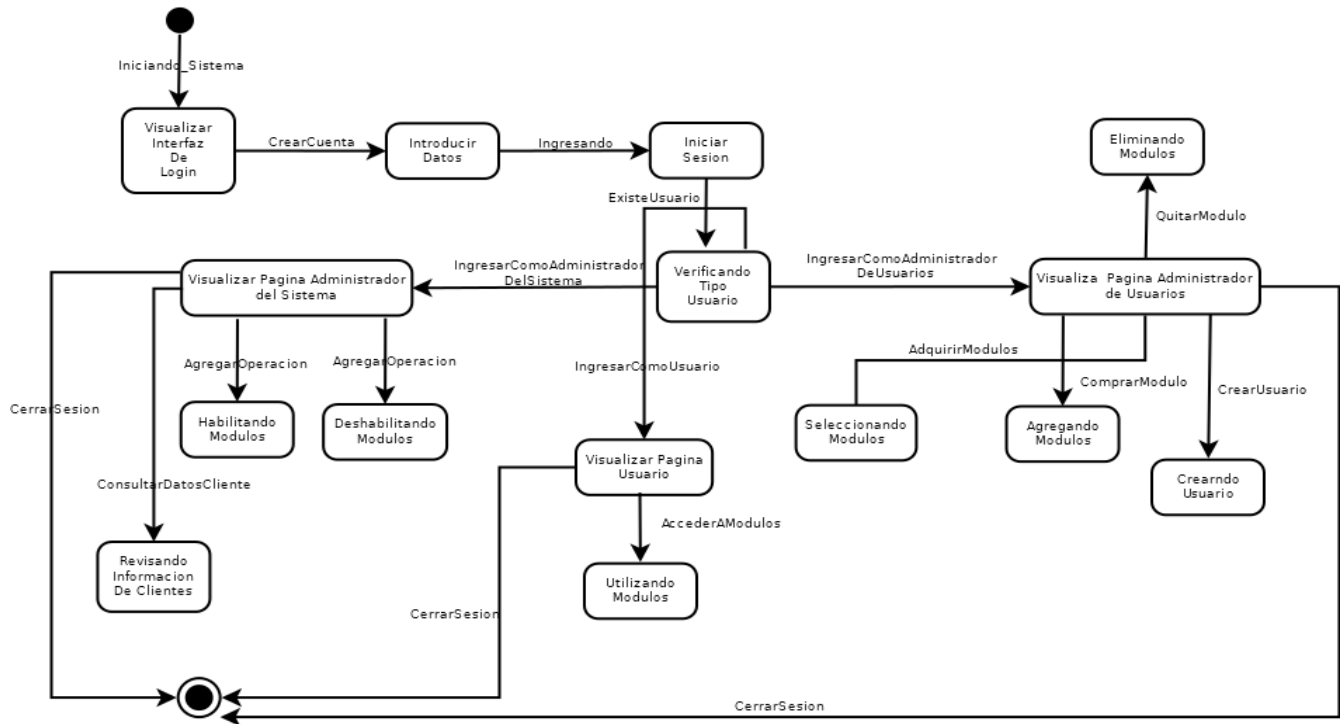 Iniciando_Sistema
Visualizar
Interfaz
De
Login
CrearCuenta
Introducir
Datos
Ingresando
Iniciar
Sesion
Eliminando
Modulos
ExisteUsuario
QuitarModulo
Visualizar Pagina Administrador
del Sistema
IngresarComoAdministrador
DelSistema
Verificando
Tipo
Usuario
IngresarComoAdministrador
DeUsuarios
Visualiza Pagina Administrador
de Usuarios
AgregarOperacion
AgregarOperacion
IngresarComoUsuario
AdquirirModulos
ComprarModulo
CrearUsuario
CerrarSesion
Habilitando
Modulos
Deshabilitando
Modulos
Seleccionando
Modulos
Agregando
Modulos
Visualizar Pagina
Usuario
Crearndo
Usuario
ConsultarDatosCliente
AccederAModulos
Revisando
Informacion
De Clientes
Utilizando
Modulos
CerrarSesion
CerrarSesion